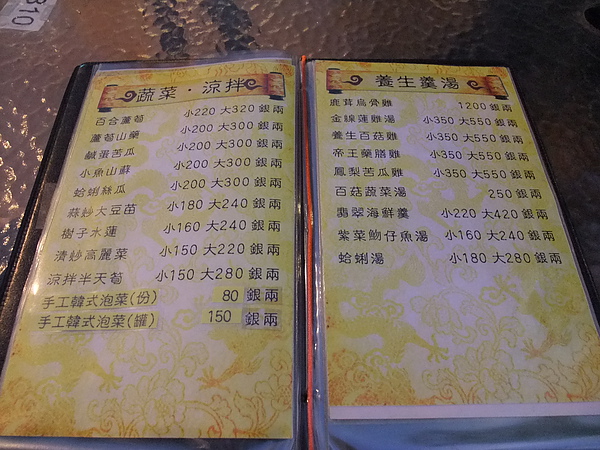 310
蔬菜·涼拌
百合蘆筍 小220 大320 銀兩
蘆筍山藥 小200 大300 銀兩
鹹蛋苦瓜 小200 大300 銀兩
小魚山蘇 小200 大300 銀兩
蛤蜊絲瓜 小200 大300 銀兩
蒜炒大豆苗 小180 大240 銀兩
樹子水蓮 小160 大240 銀兩
清炒高麗菜 小150 大220 銀兩
涼拌半天筍 小150 大280 銀兩
手工韓式泡菜(份) 80 銀兩
手工韓式泡菜(罐) 150 銀兩
養生羹湯
鹿茸烏骨雞 1200 銀兩
金線蓮雞湯 小350 大550 銀兩
養生百菇雞 小350 大550 銀兩
帝王藥膳雞 小350 大550 銀兩
鳳梨苦瓜雞 小350 大550 銀兩
百菇蔬菜湯 250 銀兩
翡翠海鮮羹 小220 大420 銀兩
紫菜魩仔魚湯 小160 大240 銀兩
蛤蜊湯 小180 大280 銀兩